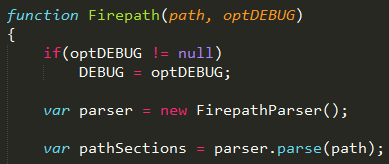 function Firepath(path, optDEBUG)
{
if(optDEBUG != null)
DEBUG = optDEBUG;
var parser = new FirepathParser();
var pathSections = parser.parse(path);